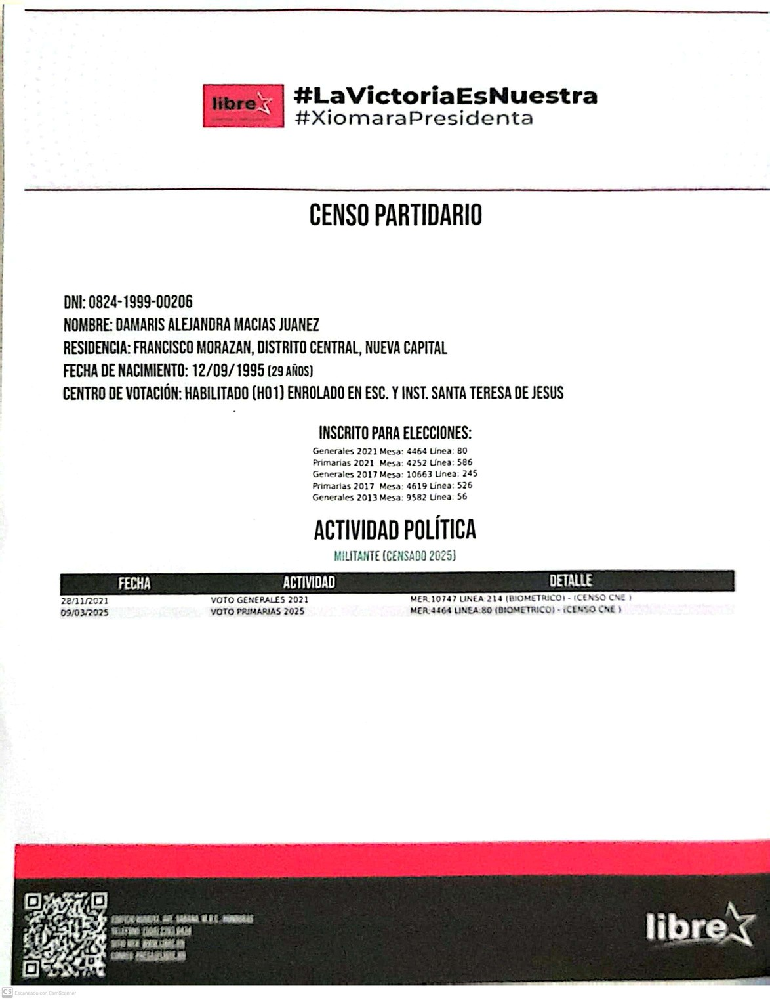 libre
#LaVictoriaEsNuestra
#XiomaraPresidenta
CENSO PARTIDARIO
DNI: 0824-1999-00206
NOMBRE: DAMARIS ALEJANDRA MACIAS JUANEZ
RESIDENCIA: FRANCISCO MORAZAN, DISTRITO CENTRAL, NUEVA CAPITAL
FECHA DE NACIMIENTO: 12/09/1995 (29 AÑOS)
CENTRO DE VOTACIÓN: HABILITADO (H01) ENROLADO EN ESC. Y INST. SANTA TERESA DE JESUS
INSCRITO PARA ELECCIONES:
Generales 2021 Mesa: 4464 Línea: 80
Primarias 2021 Mesa: 4252 Línea: 586
Generales 2017 Mesa: 10663 Línea: 245
Primarias 2017 Mesa: 4619 Línea: 526
Generales 2013 Mesa: 9582 Línea: 56
ACTIVIDAD POLÍTICA
MILITANTE (CENSADO 2025)
FECHA ACTIVIDAD DETALLE
28/11/2021 VOTO GENERALES 2021 MER:10747 LINEA:214 (BIOMETRICO) - (CENSO CNE )
09/03/2025 VOTO PRIMARIAS 2025 MER:4464 LINEA:80 (BIOMETRICO) - (CENSO CNE )
libre
CS Escaneado con CamScanner